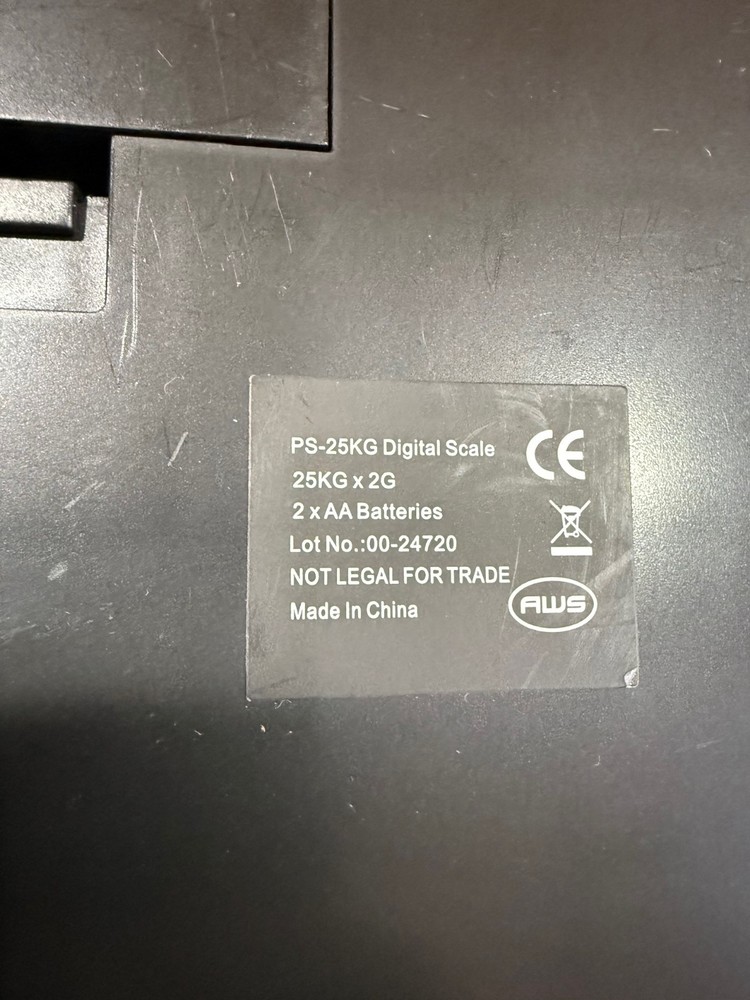 PS-25KG Digital Scale
CE
25KG x 2G
2 x AA Batteries
Lot No.:00-24720
NOT LEGAL FOR TRADE
AWS
Made In China